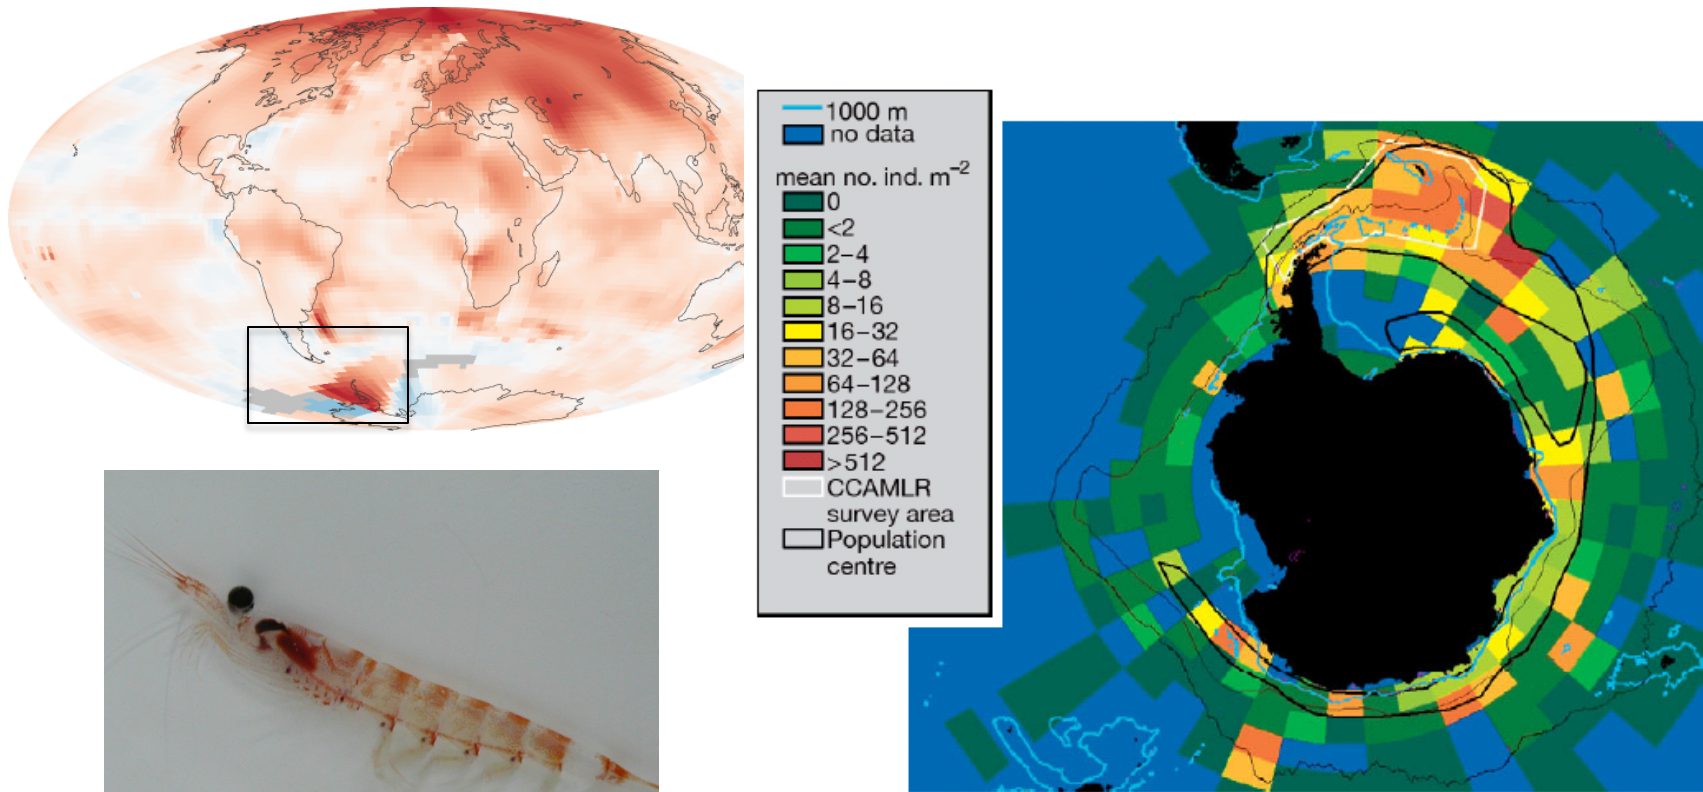 1000 m
no data
mean no. ind. m⁻²
0
<2
2–4
4–8
8–16
16–32
32–64
64–128
128–256
256–512
>512
CCAMLR
survey area
Population
centre